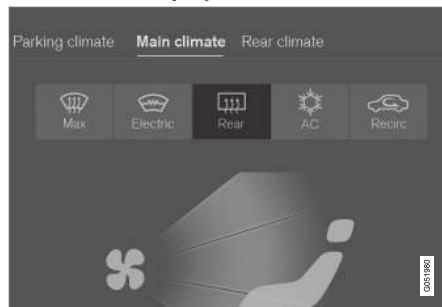 Parking climate Main climate Rear climate
Max Electric Rear AC Recirc
G051980